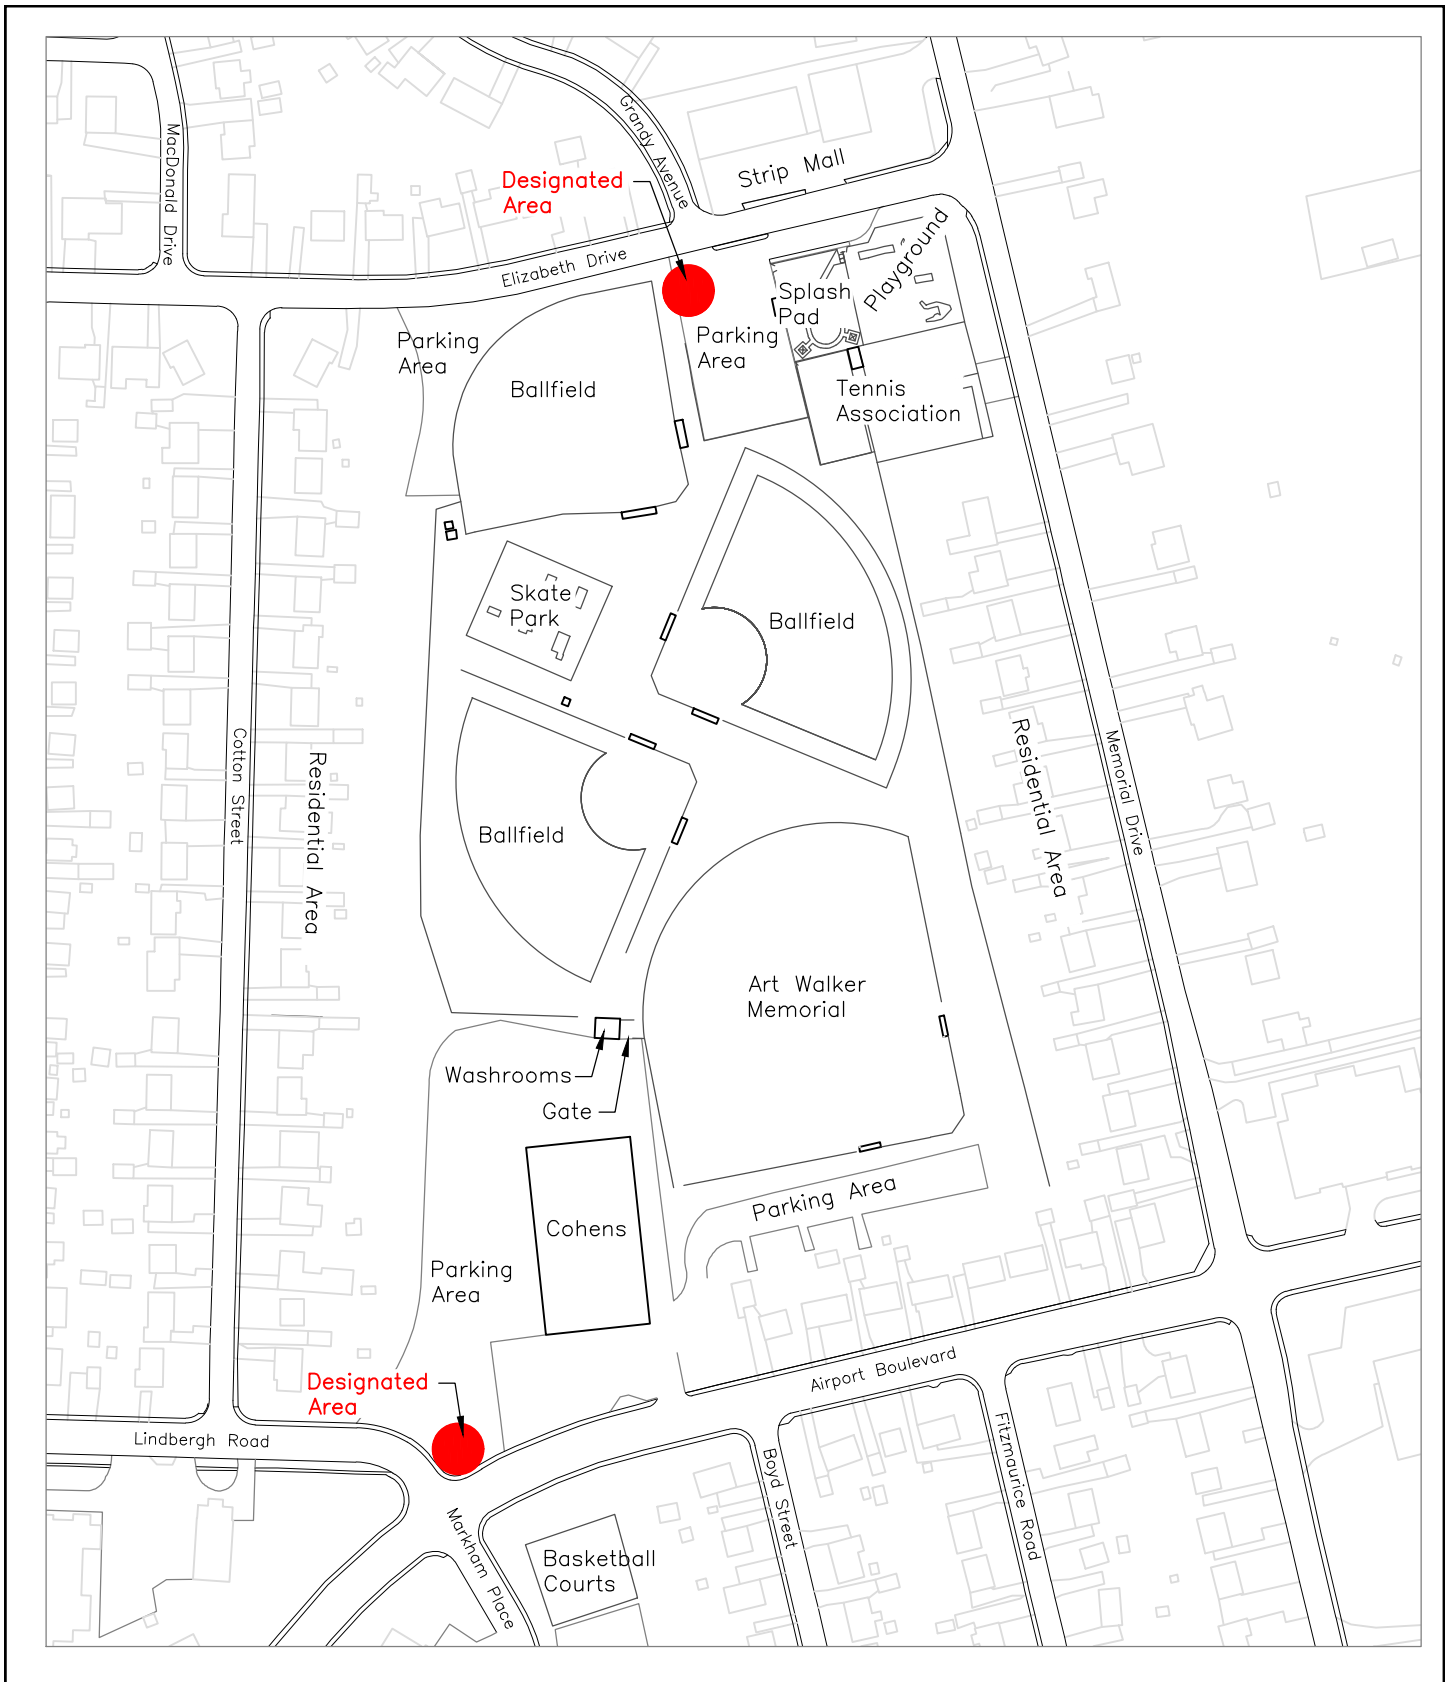 Grandy Avenue
MacDonald Drive
Strip Mall
Designated
Area
Elizabeth Drive
Playground
Splash
Pad
Parking
Area
Parking
Area
Ballfield
Tennis
Association
Skate
Park
Ballfield
Cotton Street
Residential Area
Residential Area
Memorial Drive
Ballfield
Art Walker
Memorial
Washrooms
Gate
Parking Area
Cohens
Parking
Area
Designated
Area
Airport Boulevard
Lindbergh Road
Fitzmaurice Road
Boyd Street
Markham Place
Basketball
Courts